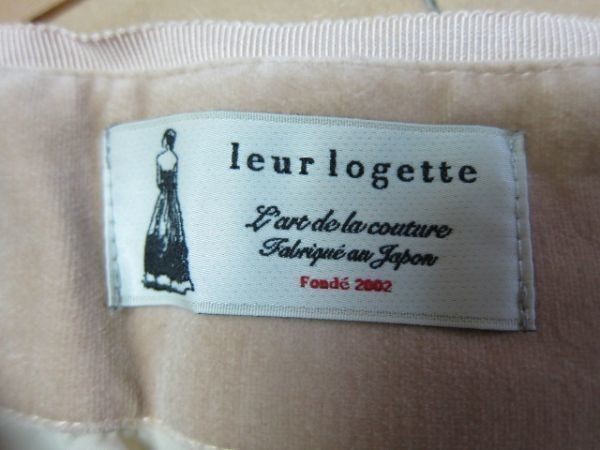 leur logette
L'art de la couture
Fabriqué au Japon
Fondé 2002